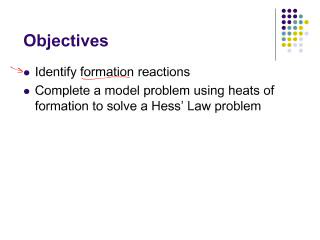 Objectives
Identify formation reactions
Complete a model problem using heats of
formation to solve a Hess' Law problem